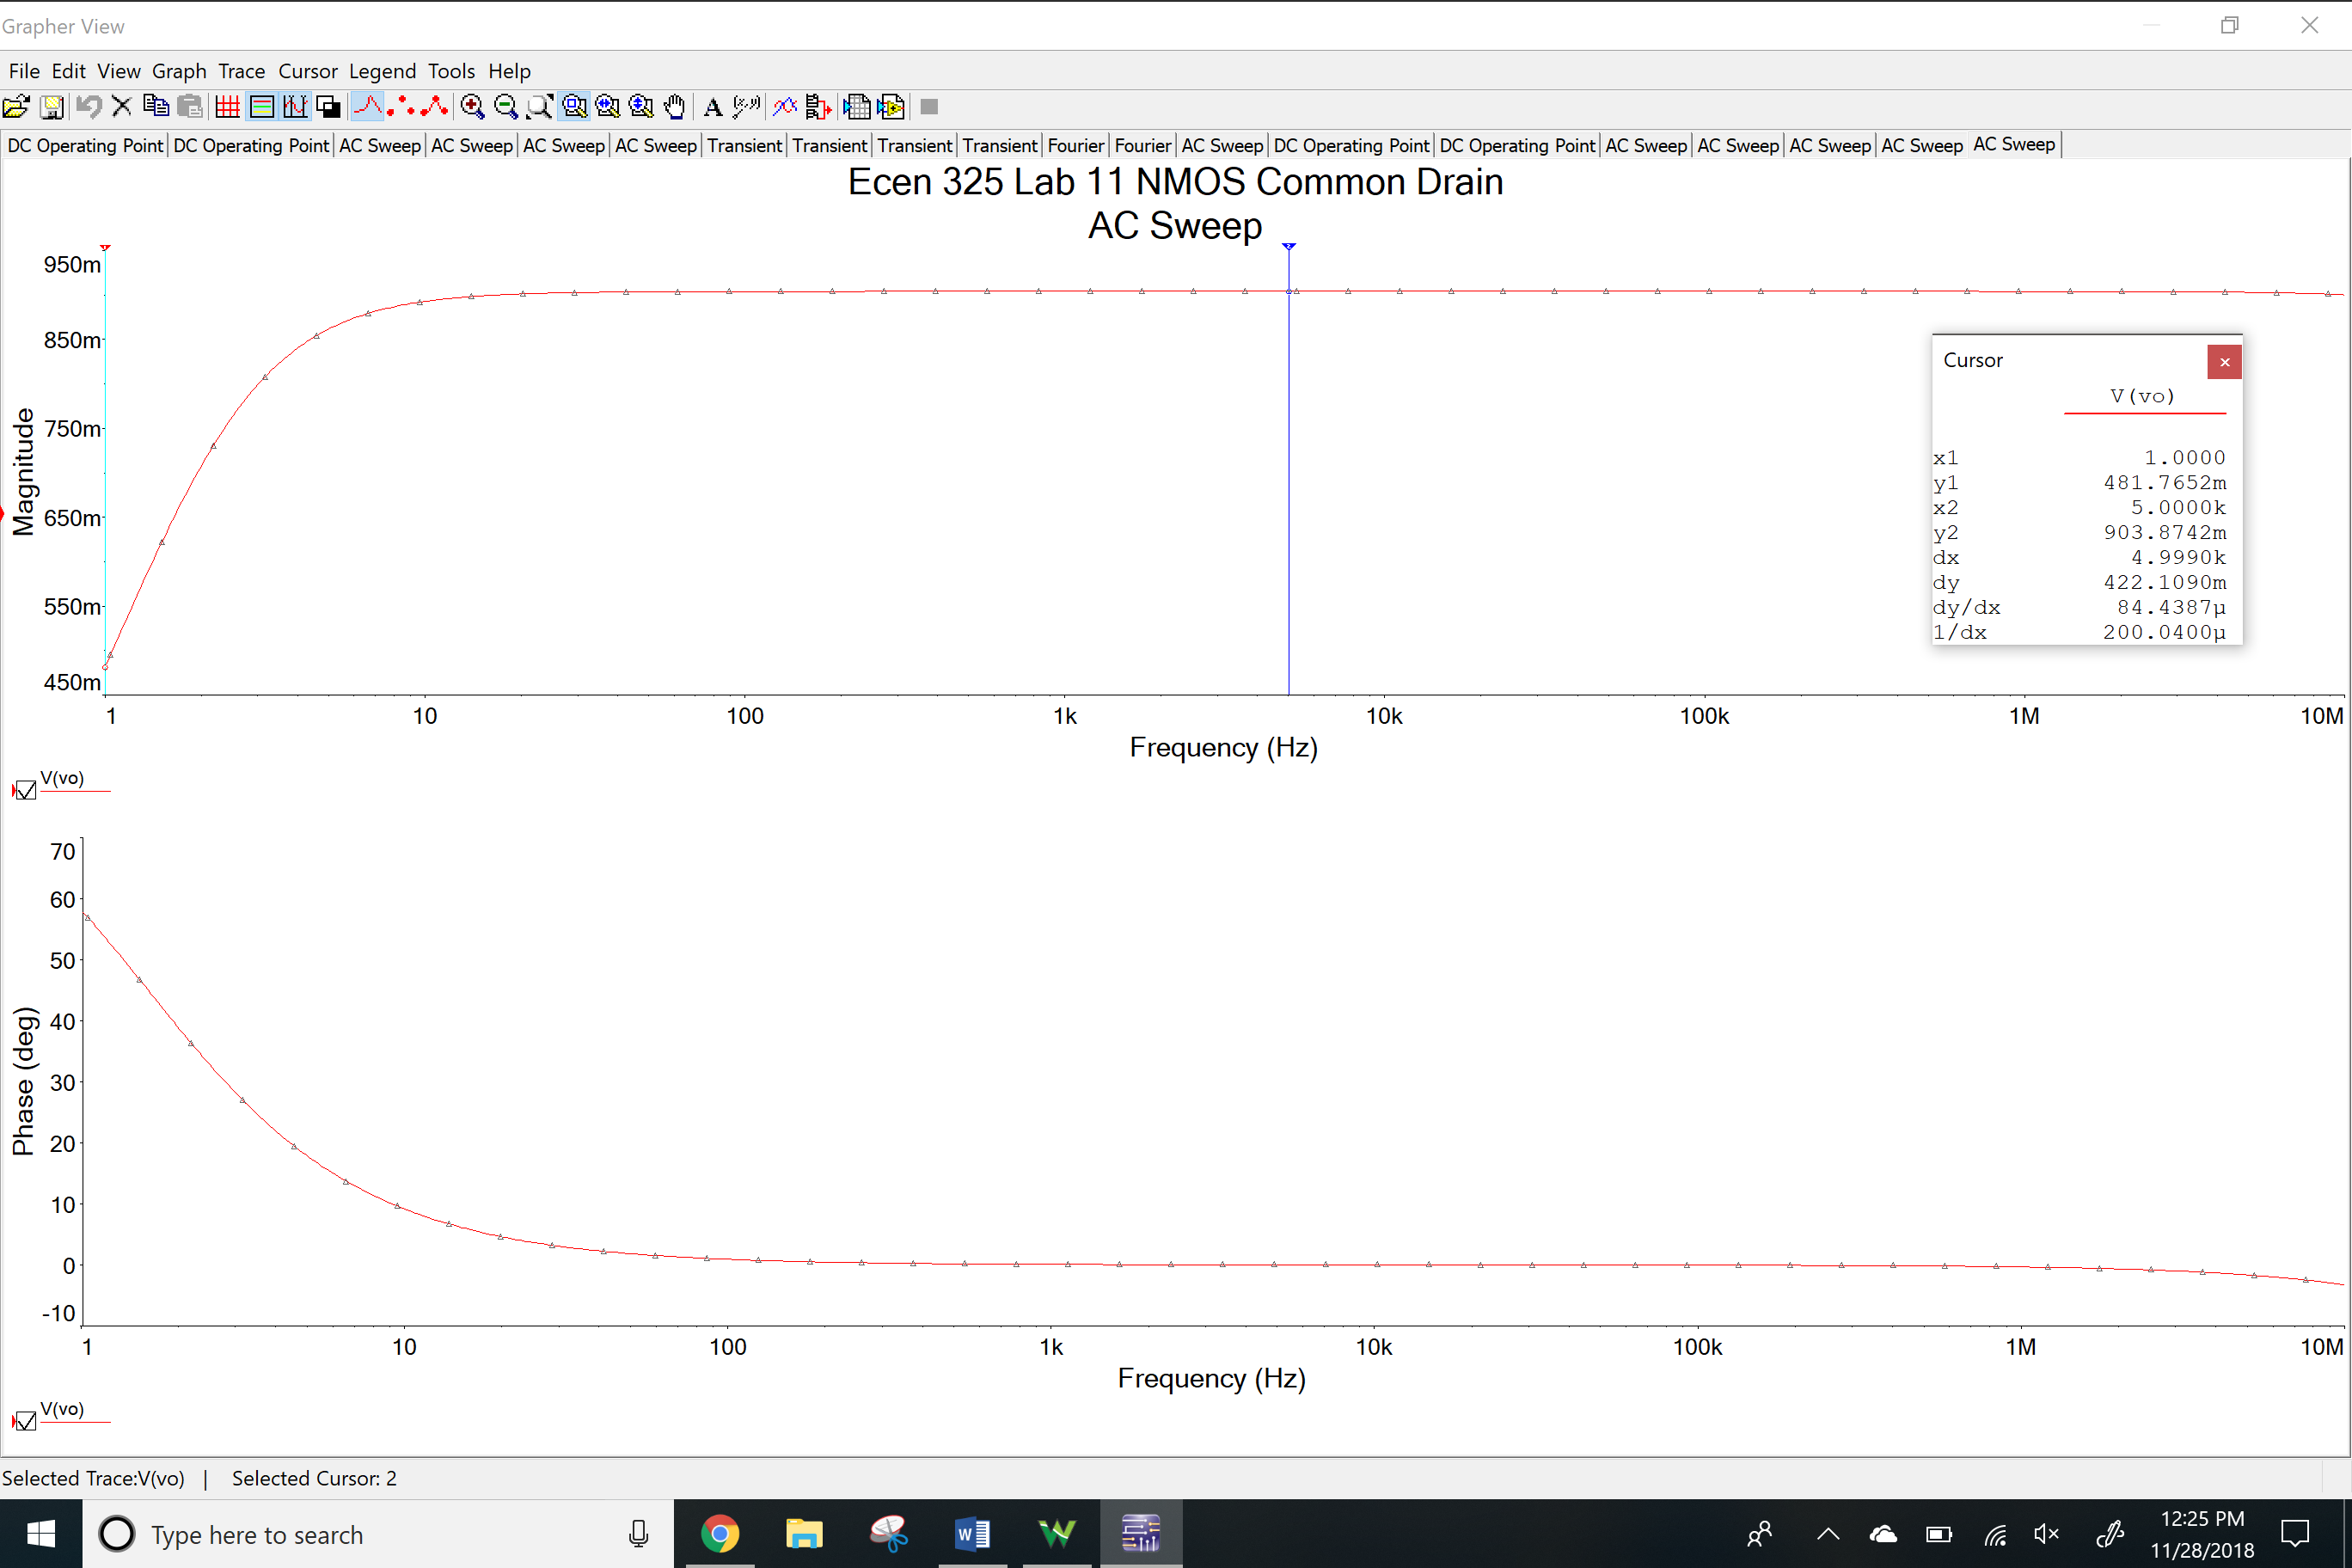 Grapher View
File Edit View Graph Trace Cursor Legend Tools Help
DC Operating Point DC Operating Point AC Sweep AC Sweep AC Sweep AC Sweep Transient Transient Transient Transient Fourier Fourier AC Sweep DC Operating Point DC Operating Point AC Sweep AC Sweep AC Sweep AC Sweep AC Sweep
Ecen 325 Lab 11 NMOS Common Drain
AC Sweep
Magnitude
950m
850m
750m
650m
550m
450m
1 10 100 1k 10k 100k 1M 10M
Frequency (Hz)
Cursor
V(vo)
x1 1.0000
y1 481.7652m
x2 5.0000k
y2 903.8742m
dx 4.9990k
dy 422.1090m
dy/dx 84.4387µ
1/dx 200.0400µ
V(vo)
Phase (deg)
70
60
50
40
30
20
10
0
-10
1 10 100 1k 10k 100k 1M 10M
Frequency (Hz)
V(vo)
Selected Trace:V(vo) | Selected Cursor: 2
Type here to search
12:25 PM
11/28/2018